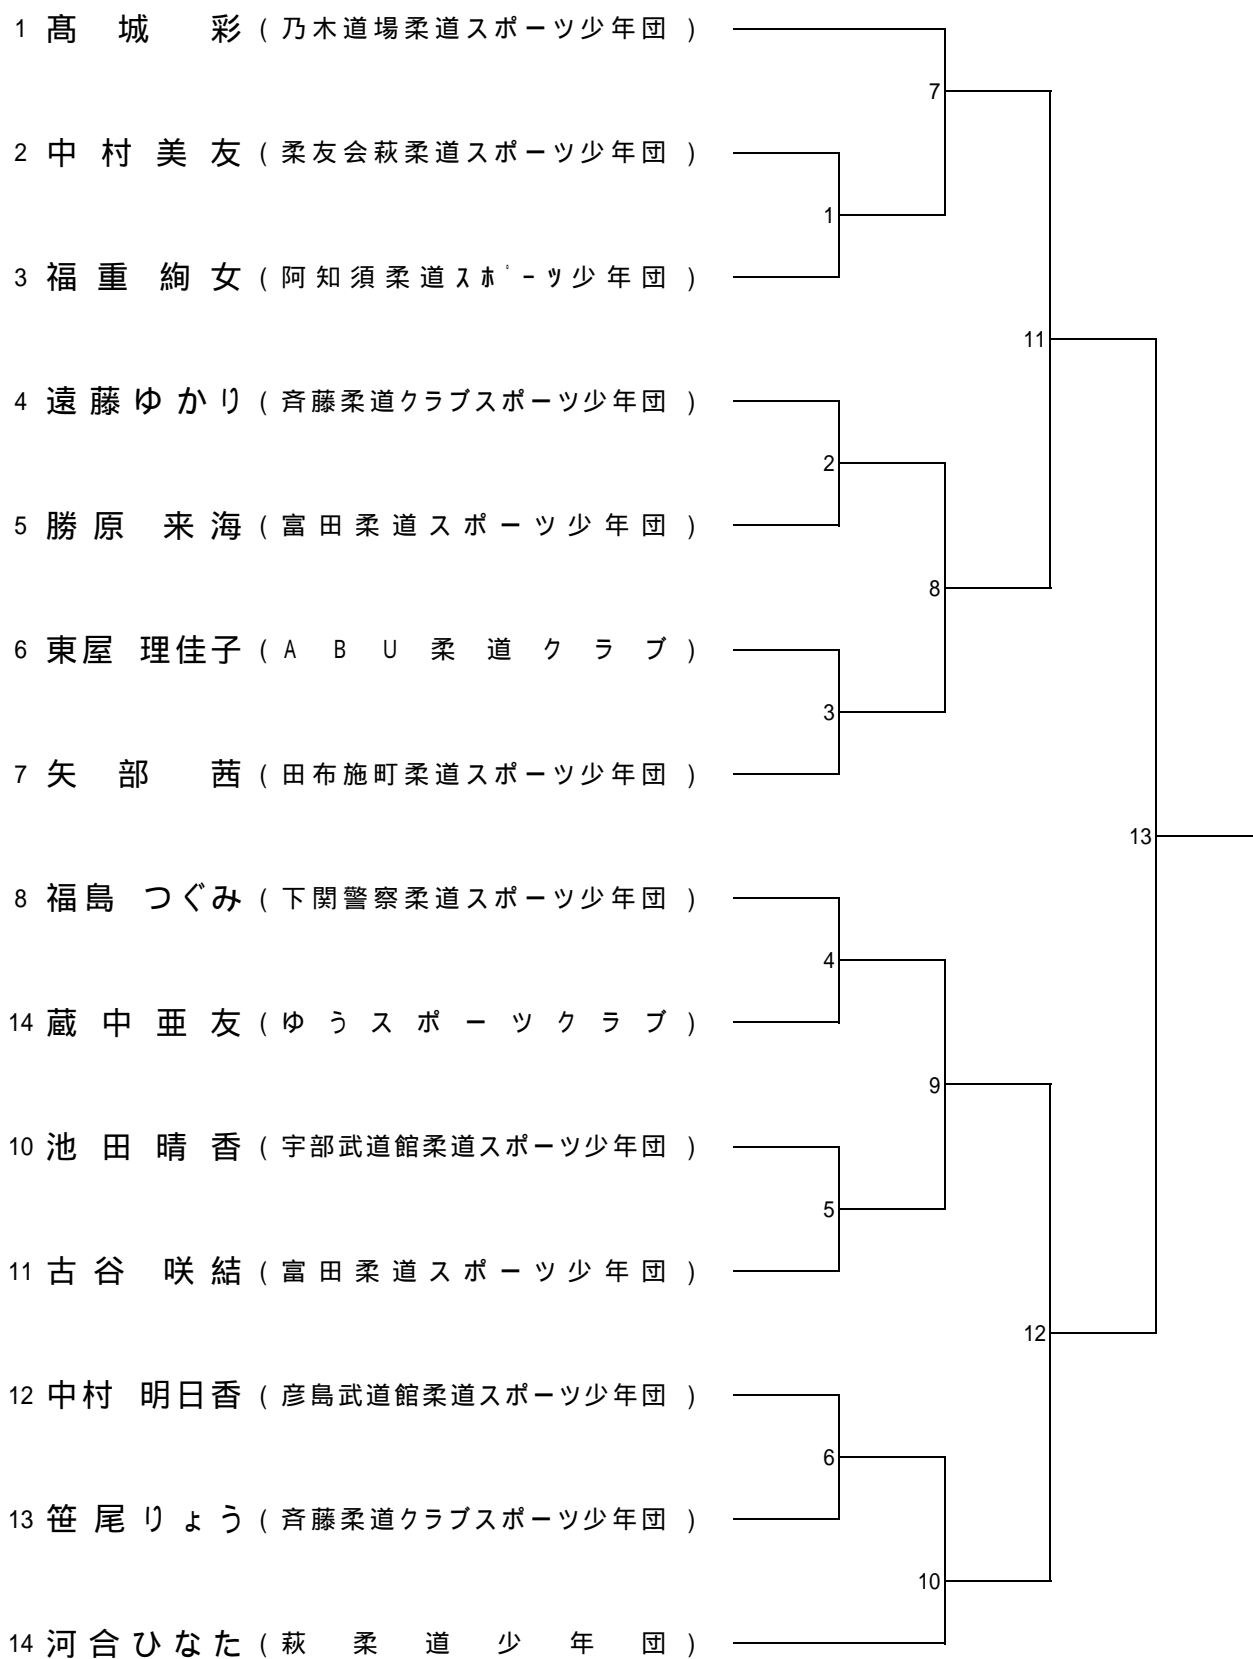 1 髙城 彩 (乃木道場柔道スポーツ少年団)
7
2 中村美友 (柔友会萩柔道スポーツ少年団)
1
3 福重 絢女 (阿知須柔道ｽﾎﾟｰﾂ少年団)
11
4 遠藤ゆかり (斉藤柔道クラブスポーツ少年団)
2
5 勝原 来海 (富田柔道スポーツ少年団)
8
6 東屋 理佳子 (ABU柔道クラブ)
3
7 矢部 茜 (田布施町柔道スポーツ少年団)
13
8 福島 つぐみ (下関警察柔道スポーツ少年団)
4
14 蔵中亜友 (ゆうスポーツクラブ)
9
10 池田晴香 (宇部武道館柔道スポーツ少年団)
5
11 古谷 咲結 (富田柔道スポーツ少年団)
12
12 中村 明日香 (彦島武道館柔道スポーツ少年団)
6
13 笹尾りょう (斉藤柔道クラブスポーツ少年団)
10
14 河合ひなた (萩柔道少年団)